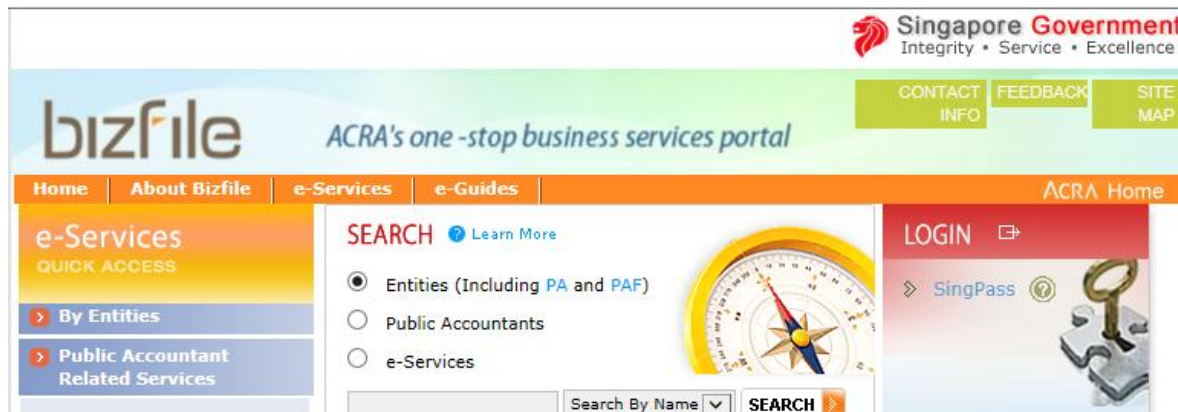 Singapore Government
Integrity • Service • Excellence
CONTACT INFO
FEEDBACK
SITE MAP
bizfile
ACRA's one -stop business services portal
Home
About Bizfile
e-Services
e-Guides
ACRA Home
e-Services
QUICK ACCESS
By Entities
Public Accountant
Related Services
SEARCH ? Learn More
Entities (Including PA and PAF)
Public Accountants
e-Services
Search By Name
SEARCH
LOGIN
SingPass ?